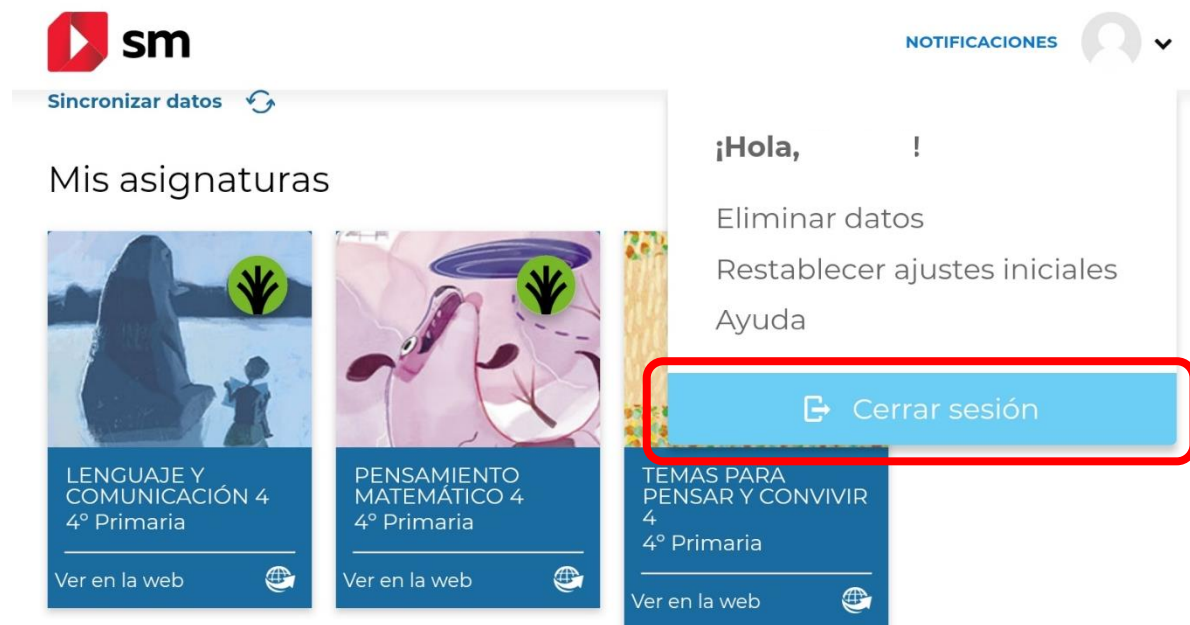 sm
NOTIFICACIONES
Sincronizar datos
¡Hola, !
Mis asignaturas
Eliminar datos
Restablecer ajustes iniciales
Ayuda
Cerrar sesión
LENGUAJE Y
COMUNICACIÓN 4
4º Primaria
Ver en la web
PENSAMIENTO
MATEMÁTICO 4
4º Primaria
Ver en la web
TEMAS PARA
PENSAR Y CONVIVIR
4
4º Primaria
Ver en la web